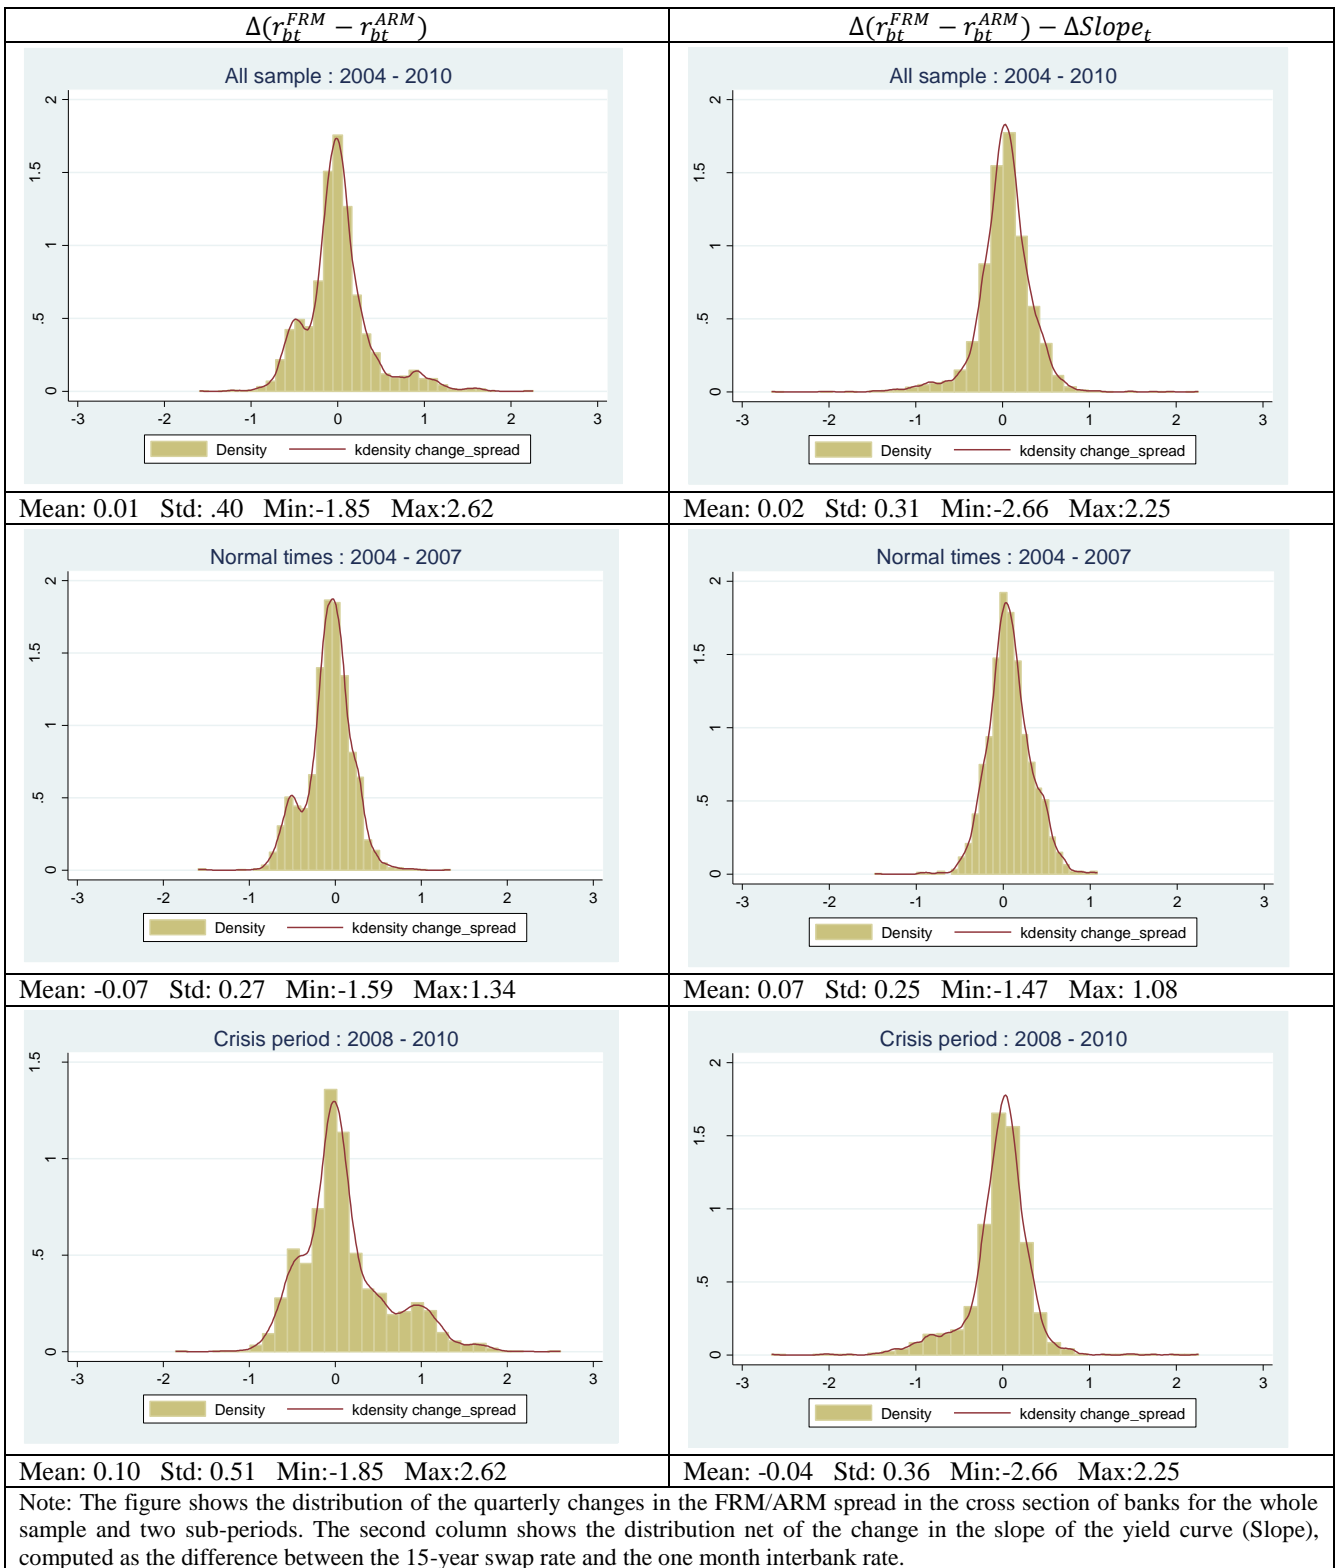 Δ(r_{bt}^{FRM} − r_{bt}^{ARM})
Δ(r_{bt}^{FRM} − r_{bt}^{ARM}) − ΔSlope_t
All sample : 2004 - 2010
2
1.5
1
.5
0
-3 -2 -1 0 1 2 3
Density kdensity change_spread
All sample : 2004 - 2010
2
1.5
1
.5
0
-3 -2 -1 0 1 2 3
Density kdensity change_spread
Mean: 0.01 Std: .40 Min:-1.85 Max:2.62
Mean: 0.02 Std: 0.31 Min:-2.66 Max:2.25
Normal times : 2004 - 2007
2
1.5
1
.5
0
-3 -2 -1 0 1 2 3
Density kdensity change_spread
Normal times : 2004 - 2007
2
1.5
1
.5
0
-3 -2 -1 0 1 2 3
Density kdensity change_spread
Mean: -0.07 Std: 0.27 Min:-1.59 Max:1.34
Mean: 0.07 Std: 0.25 Min:-1.47 Max: 1.08
Crisis period : 2008 - 2010
1.5
1
.5
0
-3 -2 -1 0 1 2 3
Density kdensity change_spread
Crisis period : 2008 - 2010
2
1.5
1
.5
0
-3 -2 -1 0 1 2 3
Density kdensity change_spread
Mean: 0.10 Std: 0.51 Min:-1.85 Max:2.62
Mean: -0.04 Std: 0.36 Min:-2.66 Max:2.25
Note: The figure shows the distribution of the quarterly changes in the FRM/ARM spread in the cross section of banks for the whole
sample and two sub-periods. The second column shows the distribution net of the change in the slope of the yield curve (Slope),
computed as the difference between the 15-year swap rate and the one month interbank rate.